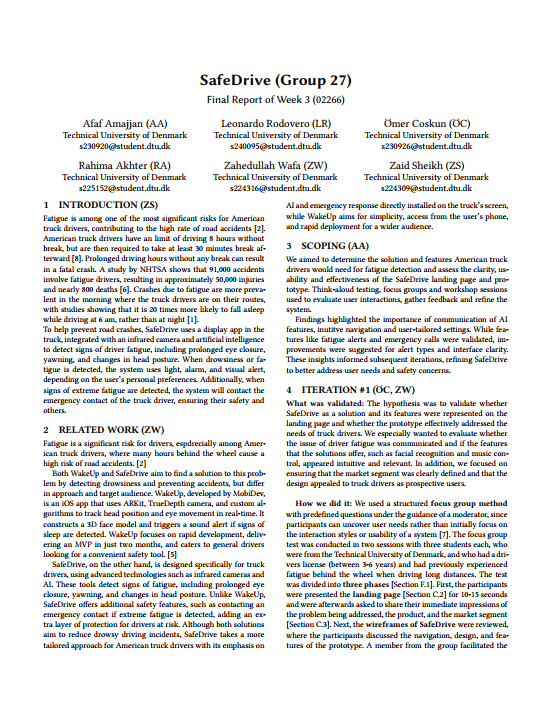 SafeDrive (Group 27)
Final Report of Week 3 (02266)
Afaf Amajjan (AA)
Technical University of Denmark
s230920@student.dtu.dk
Leonardo Rodovero (LR)
Technical University of Denmark
s240095@student.dtu.dk
Ömer Coskun (ÖC)
Technical University of Denmark
s230926@student.dtu.dk
Rahima Akhter (RA)
Technical University of Denmark
s225152@student.dtu.dk
Zahedullah Wafa (ZW)
Technical University of Denmark
s224316@student.dtu.dk
Zaid Sheikh (ZS)
Technical University of Denmark
s224309@student.dtu.dk
1 INTRODUCTION (ZS)
Fatigue is among one of the most significant risks for American
truck drivers, contributing to the high rate of road accidents [2].
American truck drivers have an limit of driving 8 hours without
break, but are then required to take at least 30 minutes break af-
terward [8]. Prolonged driving hours without any break can result
in a fatal crash. A study by NHTSA shows that 91,000 accidents
involve fatigue drivers, resulting in approximately 50,000 injuries
and nearly 800 deaths [6]. Crashes due to fatigue are more preva-
lent in the morning where the truck drivers are on their routes,
with studies showing that it is 20 times more likely to fall asleep
while driving at 6 am, rather than at night [1].
To help prevent road crashes, SafeDrive uses a display app in the
truck, integrated with an infrared camera and artificial intelligence
to detect signs of driver fatigue, including prolonged eye closure,
yawning, and changes in head posture. When drowsiness or fa-
tigue is detected, the system uses light, alarm, and visual alert,
depending on the user's personal preferences. Additionally, when
signs of extreme fatigue are detected, the system will contact the
emergency contact of the truck driver, ensuring their safety and
others.
2 RELATED WORK (ZW)
Fatigue is a significant risk for drivers, espdrecially among Amer-
ican truck drivers, where many hours behind the wheel cause a
high risk of road accidents. [2]
Both WakeUp and SafeDrive aim to find a solution to this prob-
lem by detecting drowsiness and preventing accidents, but differ
in approach and target audience. WakeUp, developed by MobiDev,
is an iOS app that uses ARKit, TrueDepth camera, and custom al-
gorithms to track head position and eye movement in real-time. It
constructs a 3D face model and triggers a sound alert if signs of
sleep are detected. WakeUp focuses on rapid development, deliv-
ering an MVP in just two months, and caters to general drivers
looking for a convenient safety tool. [5]
SafeDrive, on the other hand, is designed specifically for truck
drivers, using advanced technologies such as infrared cameras and
AI. These tools detect signs of fatigue, including prolonged eye
closure, yawning, and changes in head posture. Unlike WakeUp,
SafeDrive offers additional safety features, such as contacting an
emergency contact if extreme fatigue is detected, adding an ex-
tra layer of protection for drivers at risk. Although both solutions
aim to reduce drowsy driving incidents, SafeDrive takes a more
tailored approach for American truck drivers with its emphasis on
AI and emergency response directly installed on the truck's screen,
while WakeUp aims for simplicity, access from the user's phone,
and rapid deployment for a wider audience.
3 SCOPING (AA)
We aimed to determine the solution and features American truck
drivers would need for fatigue detection and assess the clarity, us-
ability and effectiveness of the SafeDrive landing page and pro-
totype. Think-aloud testing, focus groups and workshop sessions
used to evaluate user interactions, gather feedback and refine the
system.
Findings highlighted the importance of communication of AI
features, inutitve navigation and user-tailored settings. While fea-
tures like fatigue alerts and emergency calls were validated, im-
provements were suggested for alert types and interface clarity.
These insights informed subsequent iterations, refining SafeDrive
to better address user needs and safety concerns.
4 ITERATION #1 (ÖC, ZW)
What was validated: The hypothesis was to validate whether
SafeDrive as a solution and its features were represented on the
landing page and whether the prototype effectively addressed the
needs of truck drivers. We especially wanted to evaluate whether
the issue of driver fatigue was communicated and if the features
that the solutions offer, such as facial recognition and music con-
trol, appeared intuitive and relevant. In addition, we focused on
ensuring that the market segment was clearly defined and that the
design appealed to truck drivers as prospective users.
How we did it: We used a structured focus group method
with predefined questions under the guidance of a moderator, since
participants can uncover user needs rather than initially focus on
the interaction styles or usability of a system [7]. The focus group
test was conducted in two sessions with three students each, who
were from the Technical University of Denmark, and who had a dri-
vers license (between 3-6 years) and had previously experienced
fatigue behind the wheel when driving long distances. The test
was divided into three phases [Section F.1]. First, the participants
were presented the landing page [Section C.2] for 10-15 seconds
and were afterwards asked to share their immediate impressions of
the problem being addressed, the product, and the market segment
[Section C.3]. Next, the wireframes of SafeDrive were reviewed,
where the participants discussed the navigation, design, and fea-
tures of the prototype. A member from the group facilitated the